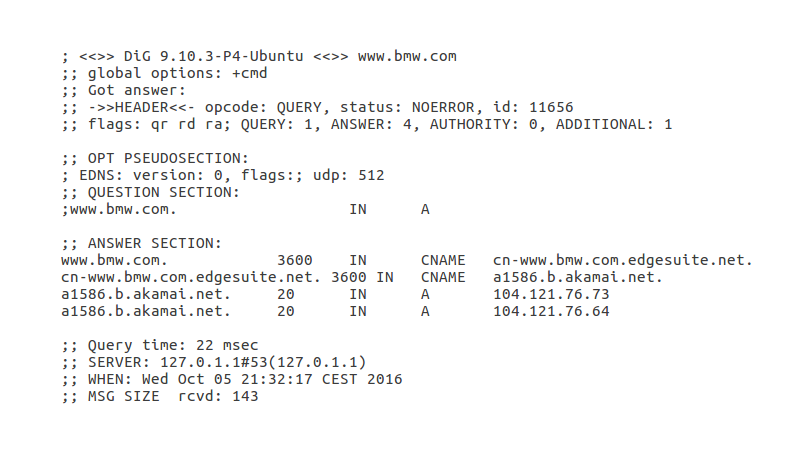 ; <<>> DiG 9.10.3-P4-Ubuntu <<>> www.bmw.com
;; global options: +cmd
;; Got answer:
;; ->>HEADER<<- opcode: QUERY, status: NOERROR, id: 11656
;; flags: qr rd ra; QUERY: 1, ANSWER: 4, AUTHORITY: 0, ADDITIONAL: 1
;; OPT PSEUDOSECTION:
; EDNS: version: 0, flags:; udp: 512
;; QUESTION SECTION:
;www.bmw.com. IN A
;; ANSWER SECTION:
www.bmw.com. 3600 IN CNAME cn-www.bmw.com.edgesuite.net.
cn-www.bmw.com.edgesuite.net. 3600 IN CNAME a1586.b.akamai.net.
a1586.b.akamai.net. 20 IN A 104.121.76.73
a1586.b.akamai.net. 20 IN A 104.121.76.64
;; Query time: 22 msec
;; SERVER: 127.0.1.1#53(127.0.1.1)
;; WHEN: Wed Oct 05 21:32:17 CEST 2016
;; MSG SIZE  rcvd: 143